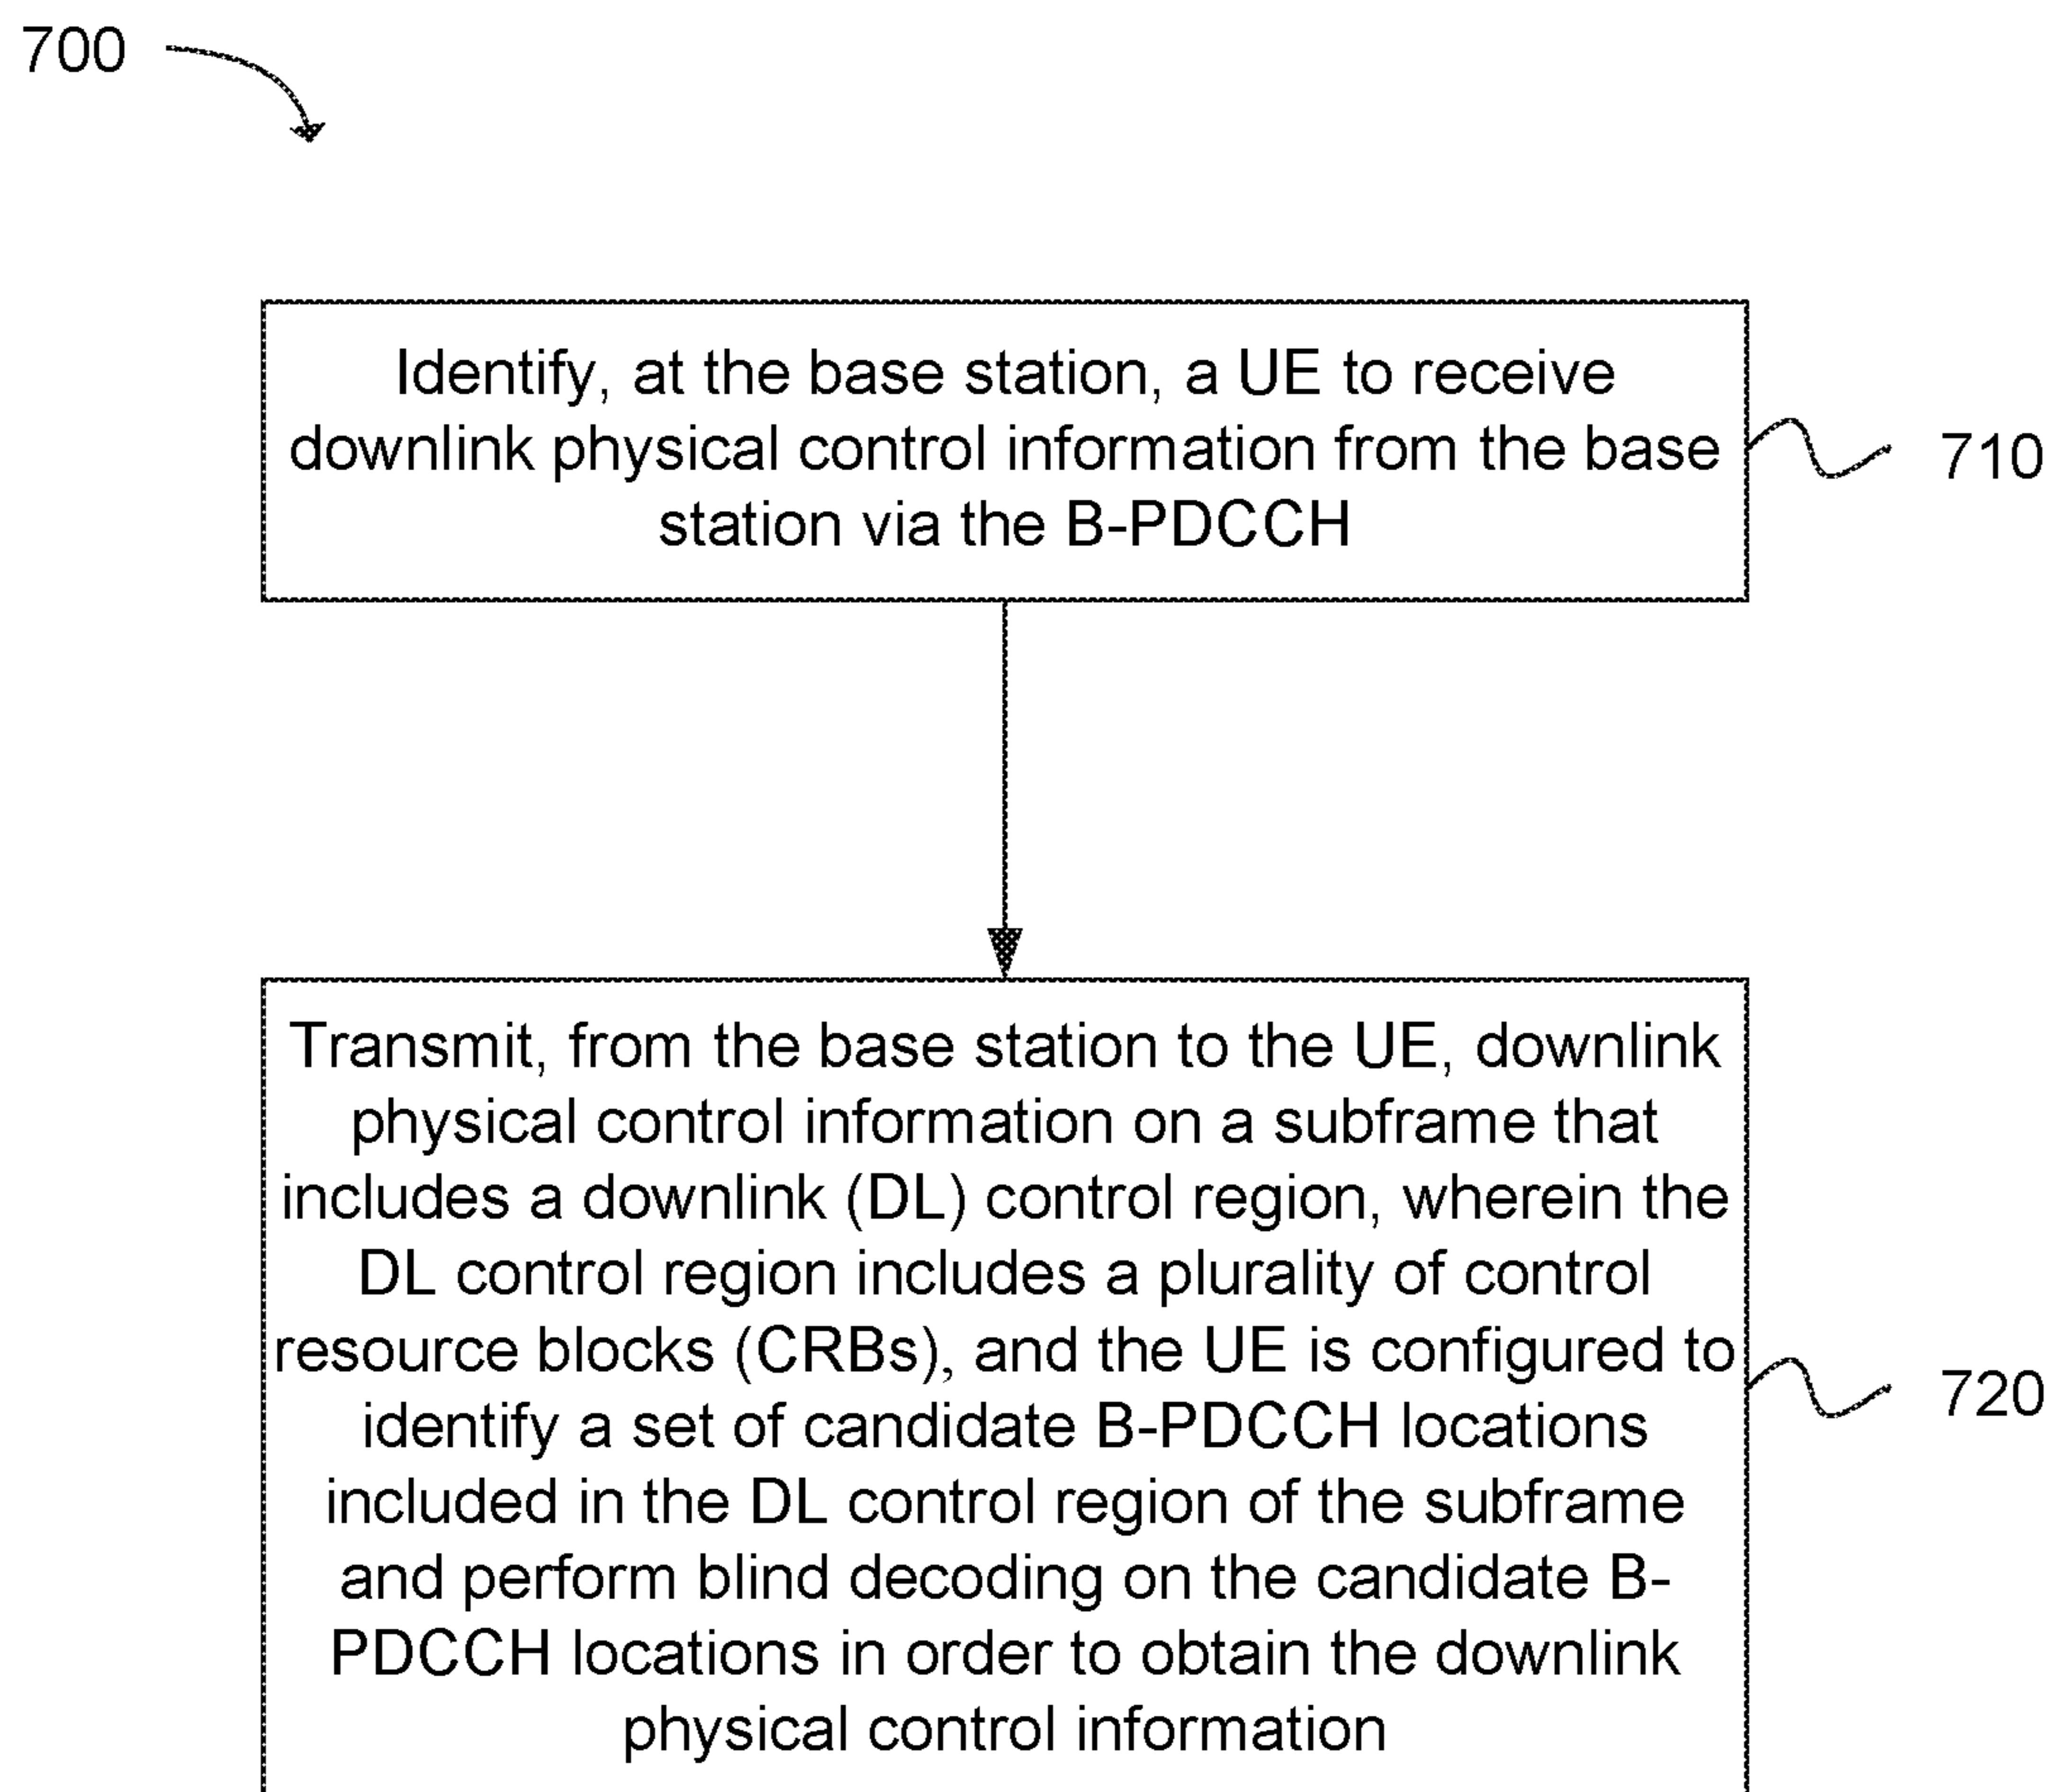 700
Identify, at the base station, a UE to receive
downlink physical control information from the base
station via the B-PDCCH
710
Transmit, from the base station to the UE, downlink
physical control information on a subframe that
includes a downlink (DL) control region, wherein the
DL control region includes a plurality of control
resource blocks (CRBs), and the UE is configured to
identify a set of candidate B-PDCCH locations
included in the DL control region of the subframe
and perform blind decoding on the candidate B-
PDCCH locations in order to obtain the downlink
physical control information
720